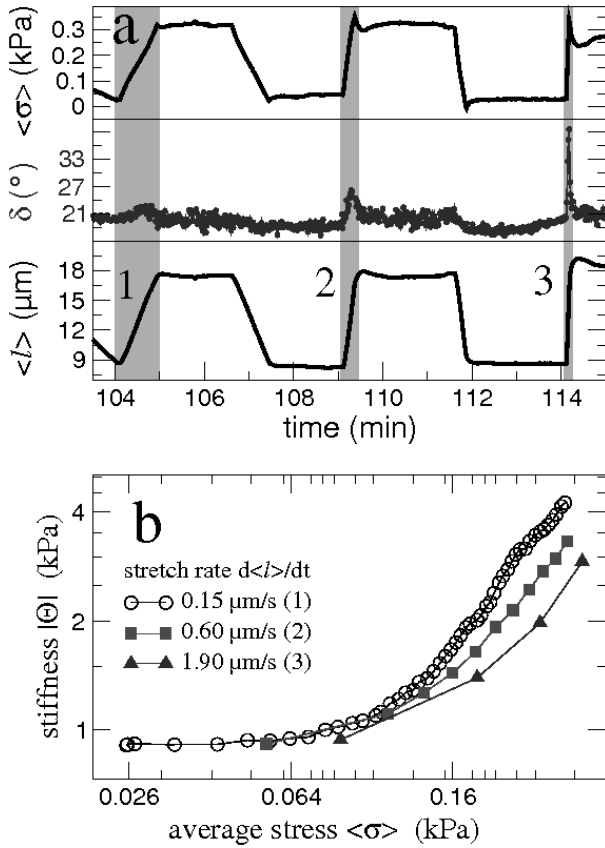 a
<σ> (kPa)
0.3
0.2
0.1
0
δ (°)
33
27
21
<l> (μm)
18
15
12
9
1
2
3
104 106 108 110 112 114
time (min)
b
stiffness |Θ| (kPa)
4
2
1
stretch rate d<l>/dt
0.15 μm/s (1)
0.60 μm/s (2)
1.90 μm/s (3)
0.026 0.064 0.16
average stress <σ> (kPa)